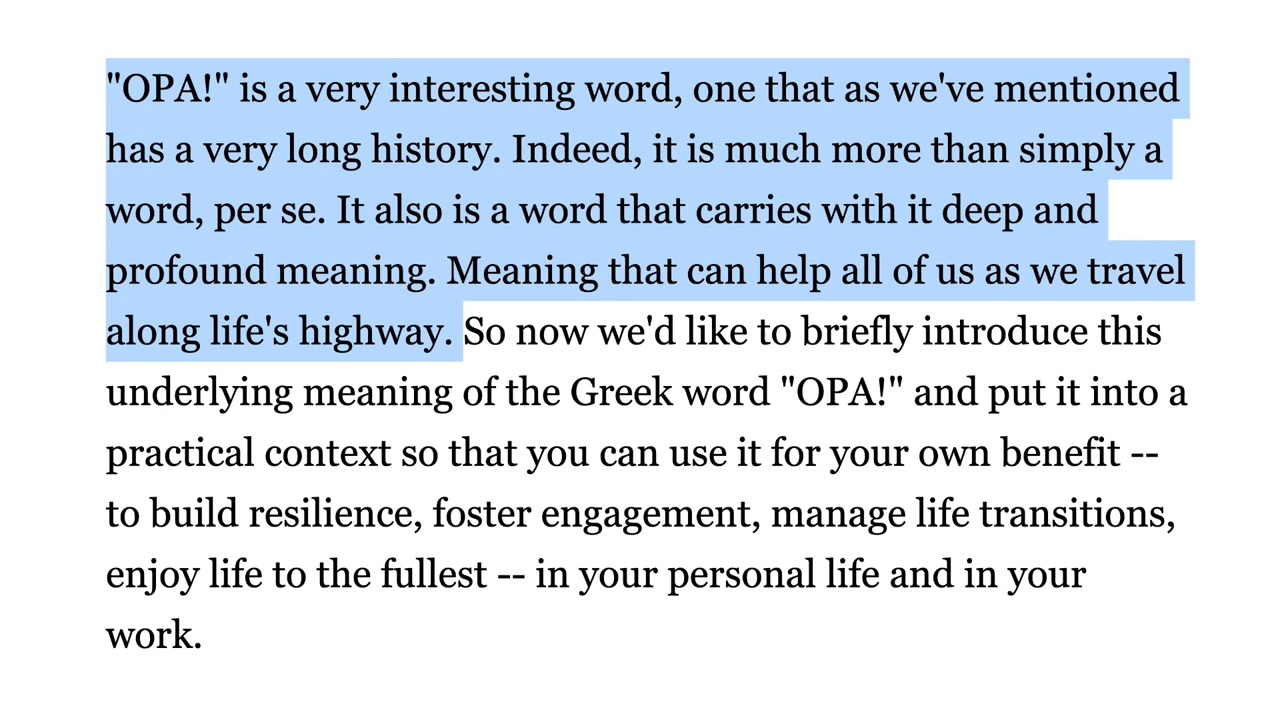 "OPA!" is a very interesting word, one that as we've mentioned
has a very long history. Indeed, it is much more than simply a
word, per se. It also is a word that carries with it deep and
profound meaning. Meaning that can help all of us as we travel
along life's highway. So now we'd like to briefly introduce this
underlying meaning of the Greek word "OPA!" and put it into a
practical context so that you can use it for your own benefit --
to build resilience, foster engagement, manage life transitions,
enjoy life to the fullest -- in your personal life and in your
work.